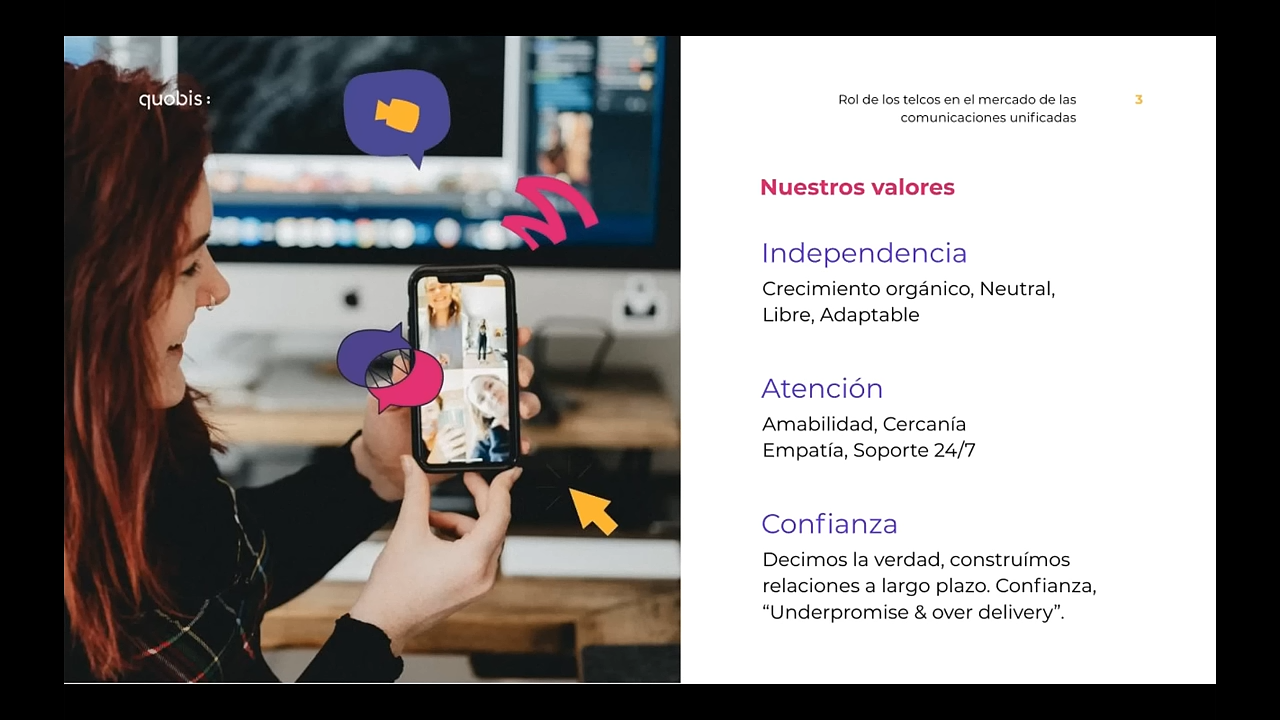 quobis:
Rol de los telcos en el mercado de las
comunicaciones unificadas
3
Nuestros valores
Independencia
Crecimiento orgánico, Neutral,
Libre, Adaptable
Atención
Amabilidad, Cercanía
Empatía, Soporte 24/7
Confianza
Decimos la verdad, construímos
relaciones a largo plazo. Confianza,
“Underpromise & over delivery”.